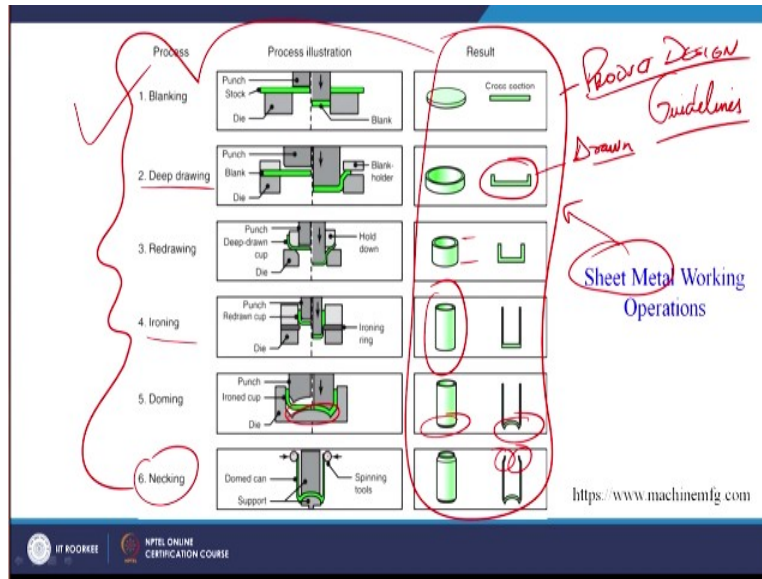 Process
Process illustration
Result
PRODUCT DESIGN
Guidelines
1. Blanking
Punch
Stock
Die
Blank
Cross section
Drawn
2. Deep drawing
Punch
Blank
Die
Blank-
holder
3. Redrawing
Punch
Deep-drawn
cup
Die
Hold
down
Sheet Metal Working
Operations
4. Ironing
Punch
Redrawn cup
Die
Ironing
ring
5. Doming
Punch
Ironed cup
Die
6. Necking
Domed can
Support
Spinning
tools
https://www.machinemfg.com
IIT ROORKEE
NPTEL ONLINE
CERTIFICATION COURSE